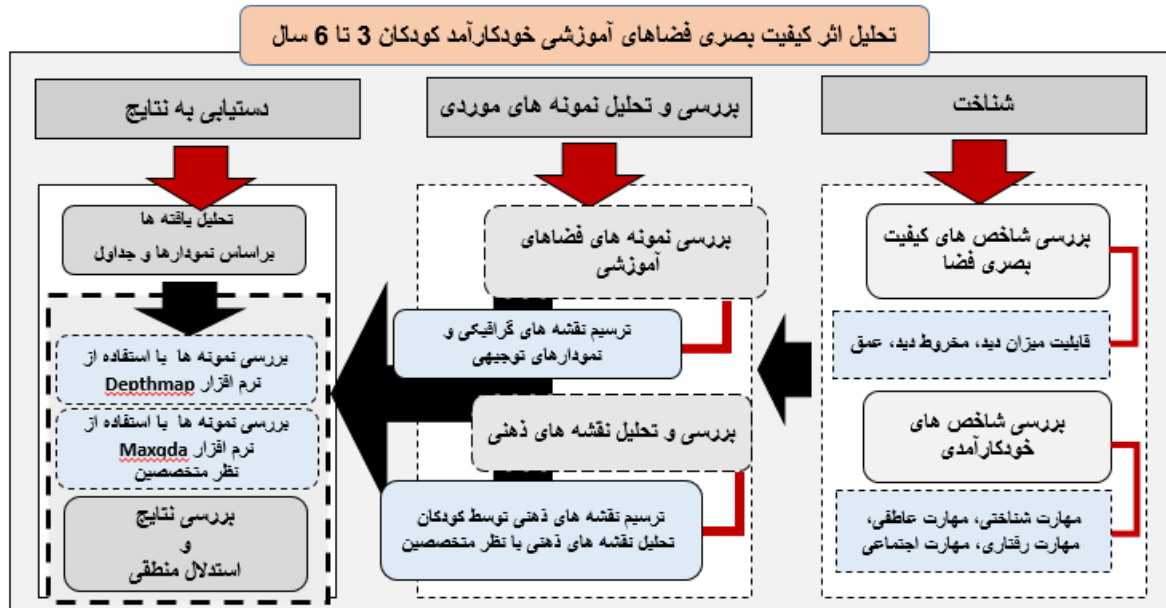 تحلیل اثر کیفیت بصری فضاهای آموزشی خودکارآمد کودکان 3 تا 6 سال
شناخت
بررسی شاخص های کیفیت
بصری فضا
قابلیت میزان دید، مخروط دید، عمق
بررسی شاخص های
خودکارآمدی
مهارت شناختی، مهارت عاطفی،
مهارت رفتاری، مهارت اجتماعی
بررسی و تحلیل نمونه های موردی
بررسی نمونه های فضاهای
آموزشی
ترسیم نقشه های گرافیکی و
نمودارهای توجیهی
بررسی و تحلیل نقشه های ذهنی
ترسیم نقشه های ذهنی توسط کودکان
تحلیل نقشه های ذهنی با نظر متخصصین
دستیابی به نتایج
تحلیل یافته ها
براساس نمودارها و جداول
بررسی نمونه ها با استفاده از
نرم افزار Depthmap
بررسی نمونه ها با استفاده از
نرم افزار Maxqda
نظر متخصصین
بررسی نتایج
و
استدلال منطقی